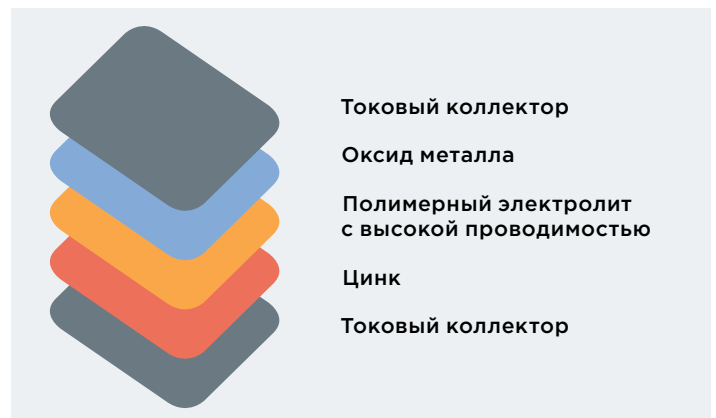 Токовый коллектор
Оксид металла
Полимерный электролит
с высокой проводимостью
Цинк
Токовый коллектор